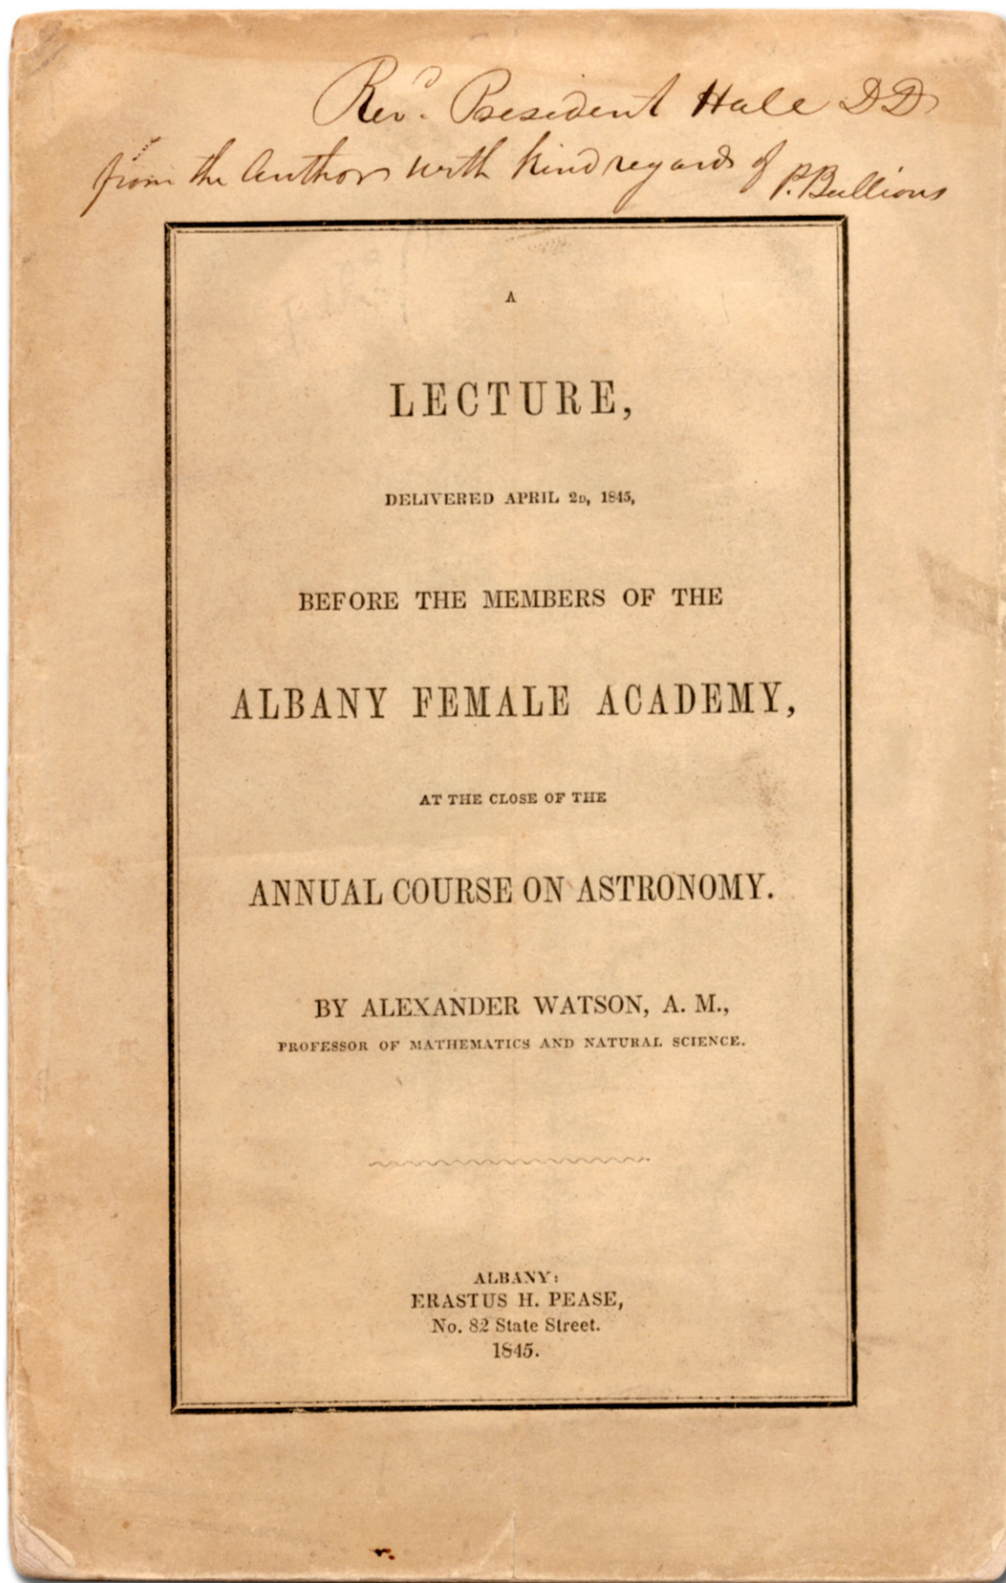 Revd. President Hale DD
from the Author with kind regards of P. Bullions
A
LECTURE,
DELIVERED APRIL 2D, 1845,
BEFORE THE MEMBERS OF THE
ALBANY FEMALE ACADEMY,
AT THE CLOSE OF THE
ANNUAL COURSE ON ASTRONOMY.
BY ALEXANDER WATSON, A. M.,
PROFESSOR OF MATHEMATICS AND NATURAL SCIENCE.
ALBANY:
ERASTUS H. PEASE,
No. 82 State Street.
1845.